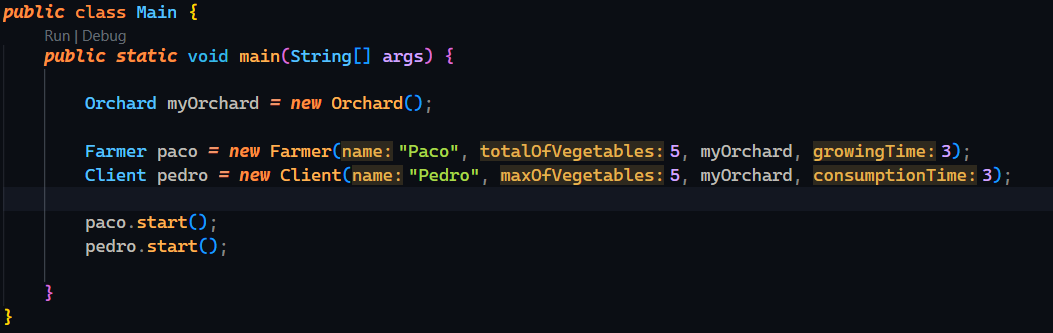 public class Main {
Run | Debug
public static void main(String[] args) {
Orchard myOrchard = new Orchard();
Farmer paco = new Farmer(name: "Paco", totalOfVegetables: 5, myOrchard, growingTime: 3);
Client pedro = new Client(name: "Pedro", maxOfVegetables: 5, myOrchard, consumptionTime: 3);
paco.start();
pedro.start();
}
}